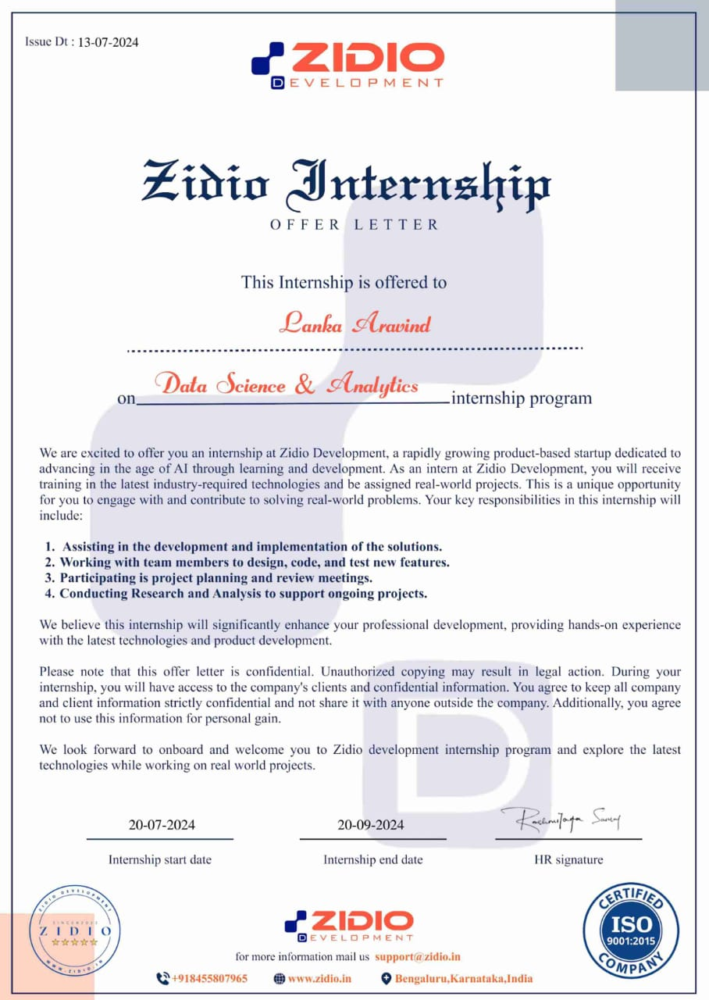 Issue Dt : 13-07-2024
ZIDIO
DEVELOPMENT
Zidio Internship
OFFER LETTER
This Internship is offered to
Lanka Aravind
on Data Science & Analytics internship program
We are excited to offer you an internship at Zidio Development, a rapidly growing product-based startup dedicated to
advancing in the age of AI through learning and development. As an intern at Zidio Development, you will receive
training in the latest industry-required technologies and be assigned real-world projects. This is a unique opportunity
for you to engage with and contribute to solving real-world problems. Your key responsibilities in this internship will
include:
1. Assisting in the development and implementation of the solutions.
2. Working with team members to design, code, and test new features.
3. Participating is project planning and review meetings.
4. Conducting Research and Analysis to support ongoing projects.
We believe this internship will significantly enhance your professional development, providing hands-on experience
with the latest technologies and product development.
Please note that this offer letter is confidential. Unauthorized copying may result in legal action. During your
internship, you will have access to the company's clients and confidential information. You agree to keep all company
and client information strictly confidential and not share it with anyone outside the company. Additionally, you agree
not to use this information for personal gain.
We look forward to onboard and welcome you to Zidio development internship program and explore the latest
technologies while working on real world projects.
20-07-2024 20-09-2024
Internship start date Internship end date HR signature
ZIDIO DEVELOPMENT
ZIDIO
www.zidio.in
ZIDIO
DEVELOPMENT
CERTIFIED
ISO
9001:2015
COMPANY
for more information mail us support@zidio.in
+918455807965 www.zidio.in Bengaluru,Karnataka,India